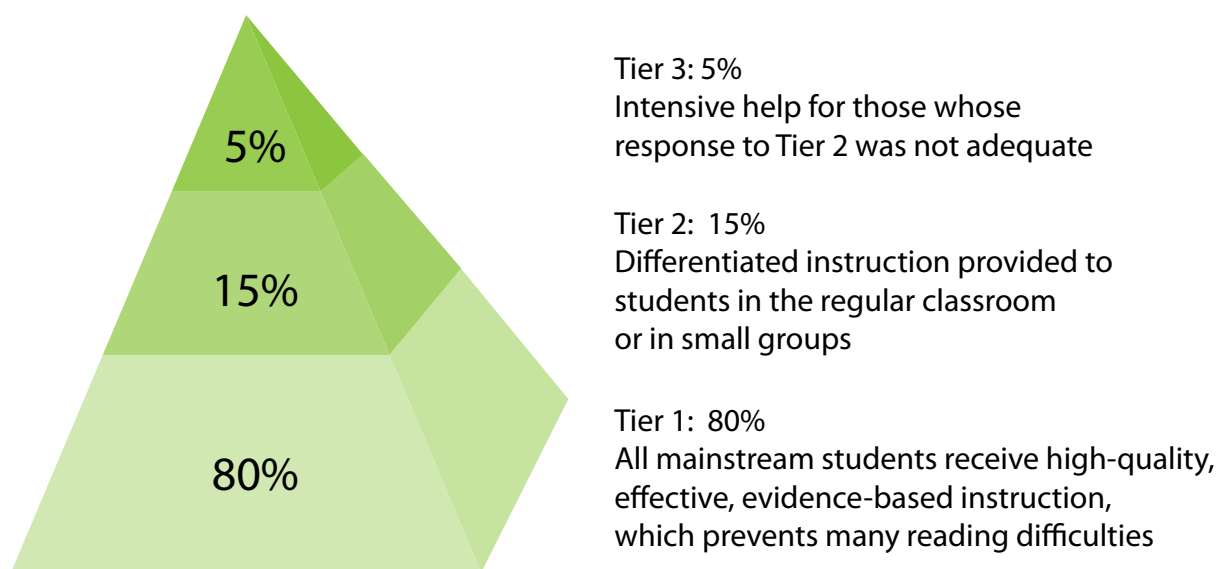 5%
15%
80%
Tier 3: 5%
Intensive help for those whose
response to Tier 2 was not adequate
Tier 2:  15%
Differentiated instruction provided to
students in the regular classroom
or in small groups
Tier 1:  80%
All mainstream students receive high-quality,
effective, evidence-based instruction,
which prevents many reading difficulties